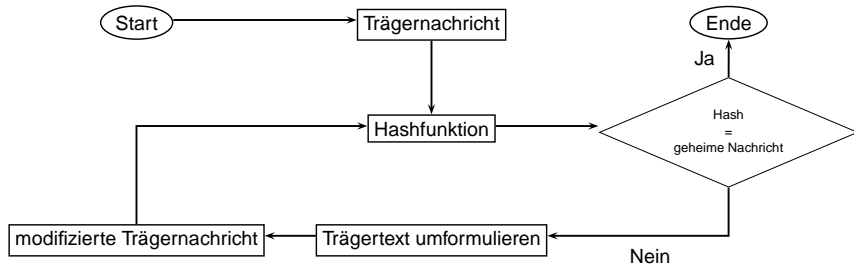 Start
Trägernachricht
Ende
Ja
Hashfunktion
Hash
=
geheime Nachricht
modifizierte Trägernachricht
Trägertext umformulieren
Nein